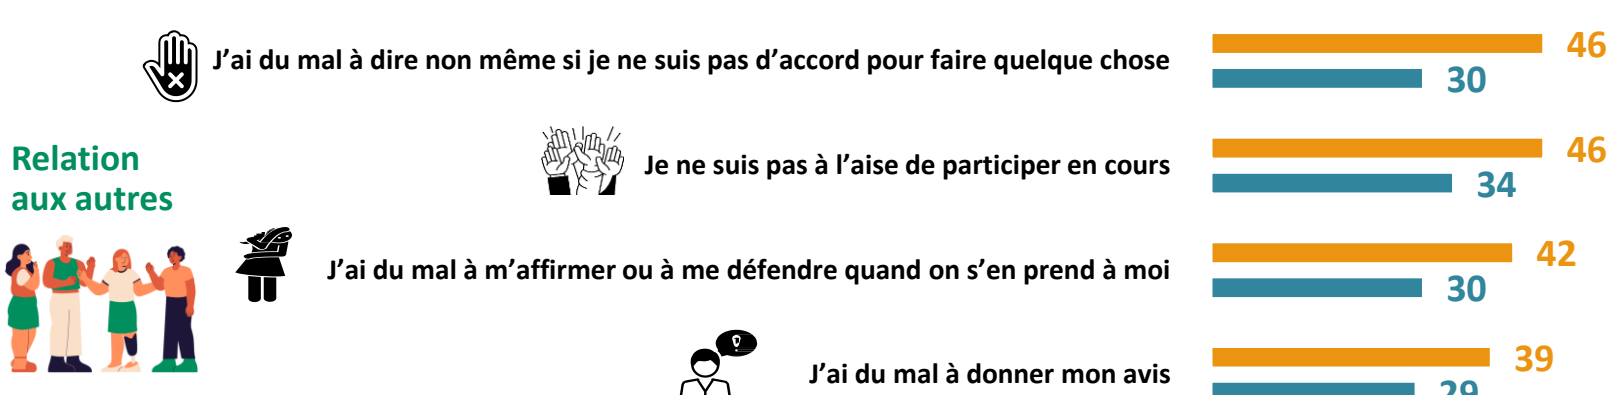 J’ai du mal à dire non même si je ne suis pas d’accord pour faire quelque chose
46
30
Relation
aux autres
Je ne suis pas à l’aise de participer en cours
46
34
J’ai du mal à m’affirmer ou à me défendre quand on s’en prend à moi
42
30
J’ai du mal à donner mon avis
39
29